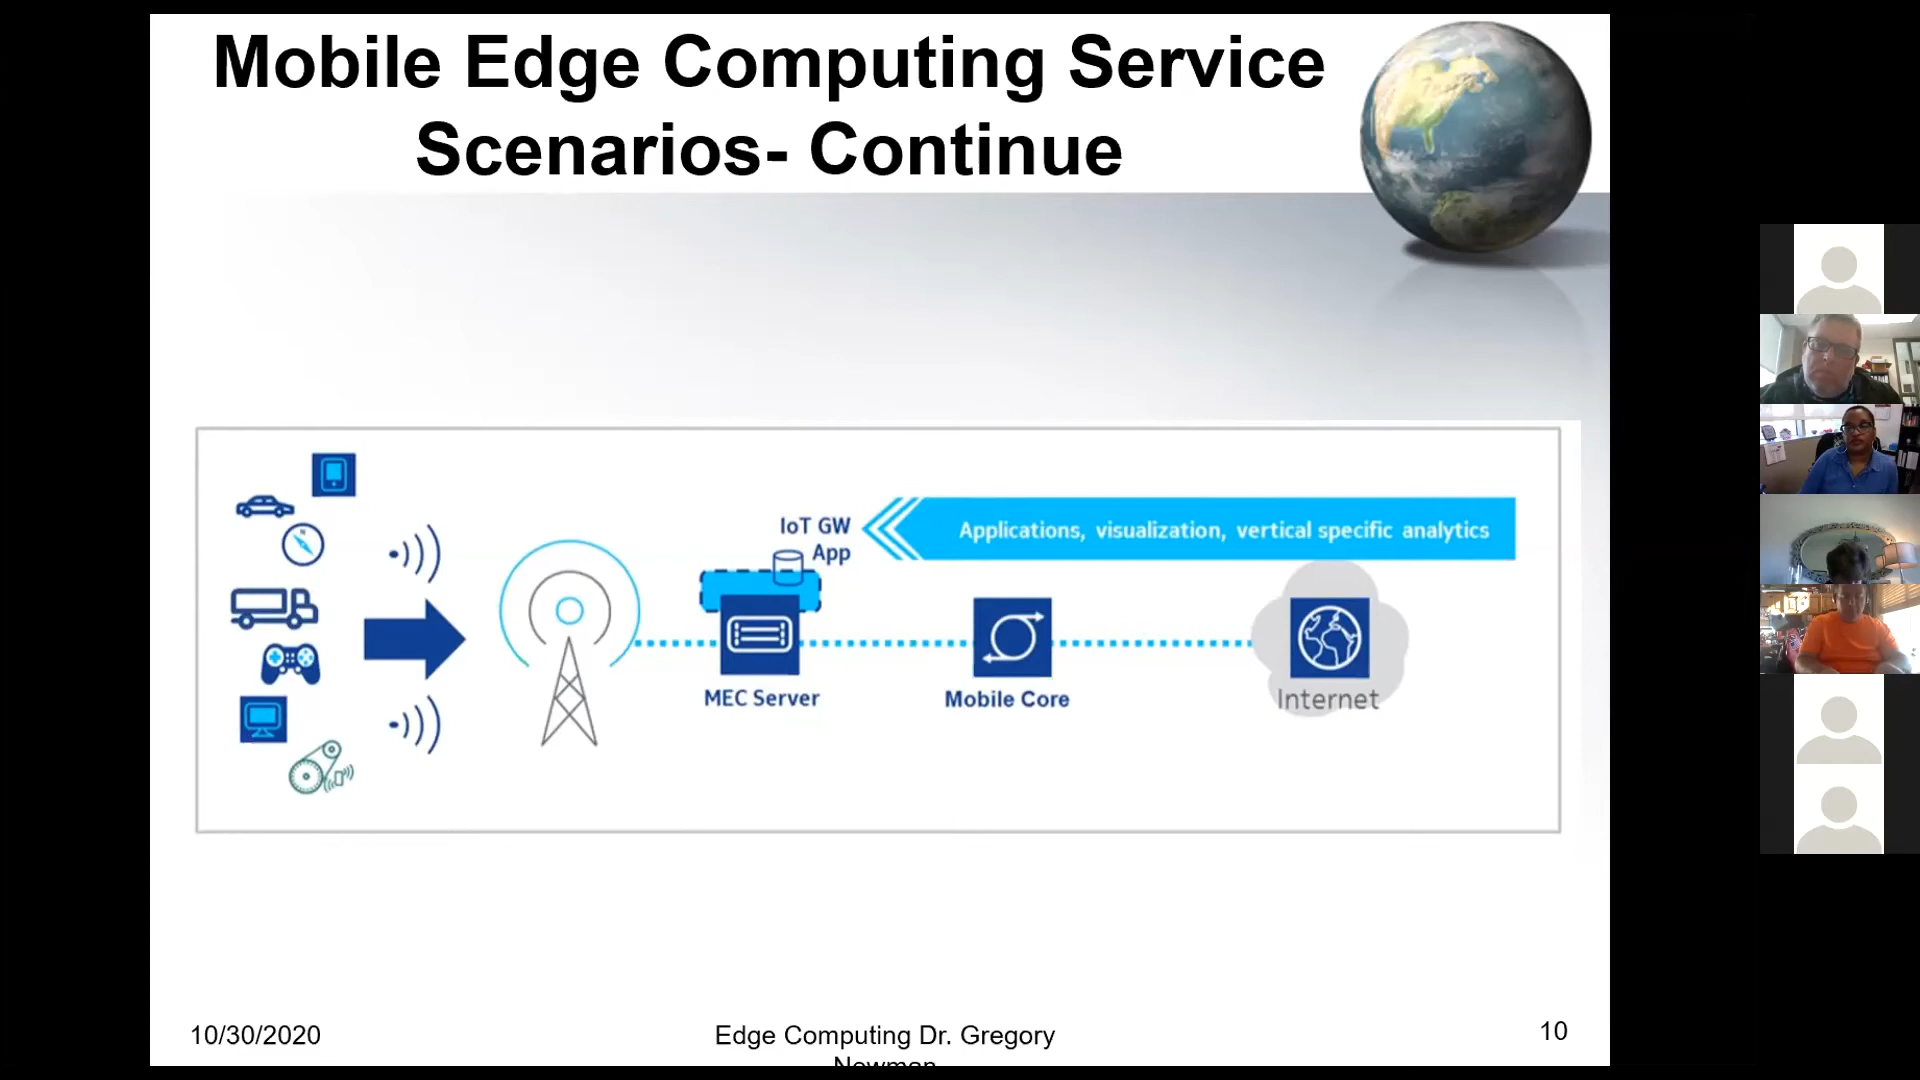 Mobile Edge Computing Service
Scenarios- Continue
IoT GW
App
Applications, visualization, vertical specific analytics
MEC Server
Mobile Core
Internet
10/30/2020
Edge Computing Dr. Gregory
Newman
10